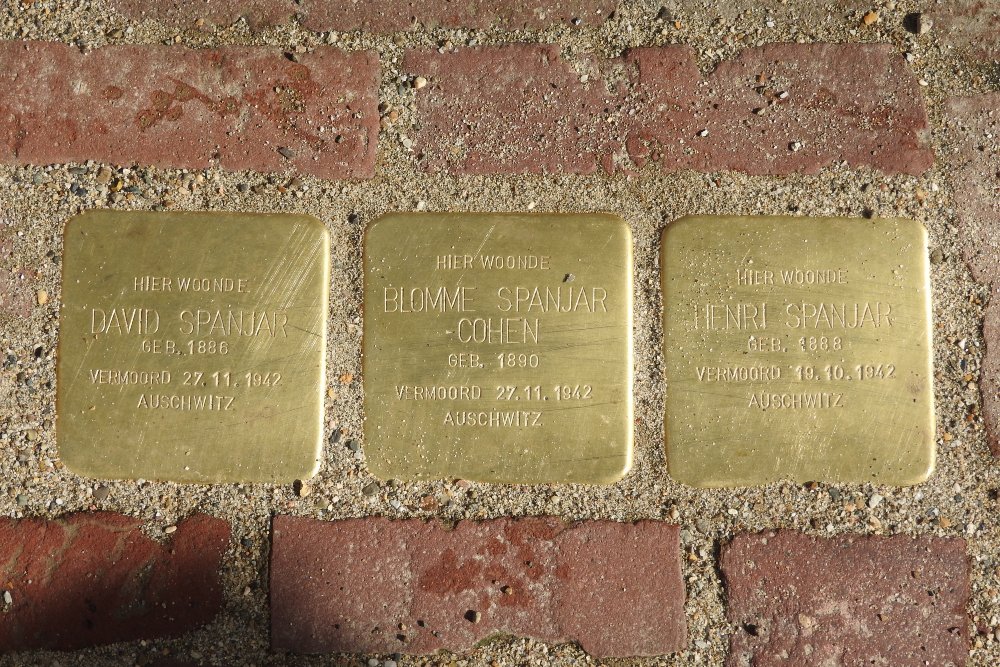 HIER WOONDE
DAVID SPANJAR
GEB. 1886
VERMOORD 27.11.1942
AUSCHWITZ
HIER WOONDE
BLOMME SPANJAR
COHEN
GEB. 1890
VERMOORD 27.11.1942
AUSCHWITZ
HIER WOONDE
HENRI SPANJAR
GEB. 1888
VERMOORD 19.10.1942
AUSCHWITZ